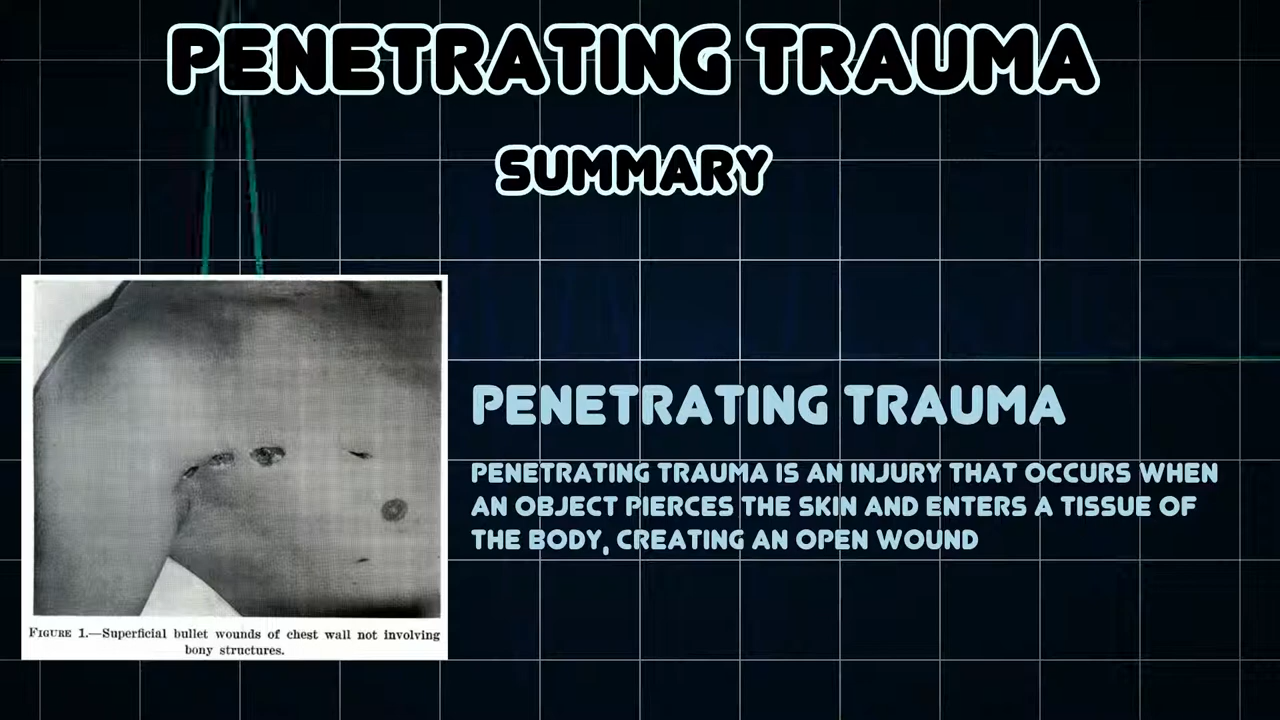 PENETRATING TRAUMA
SUMMARY
PENETRATING TRAUMA
PENETRATING TRAUMA IS AN INJURY THAT OCCURS WHEN
AN OBJECT PIERCES THE SKIN AND ENTERS A TISSUE OF
THE BODY, CREATING AN OPEN WOUND
FIGURE 1.—Superficial bullet wounds of chest wall not involving
bony structures.